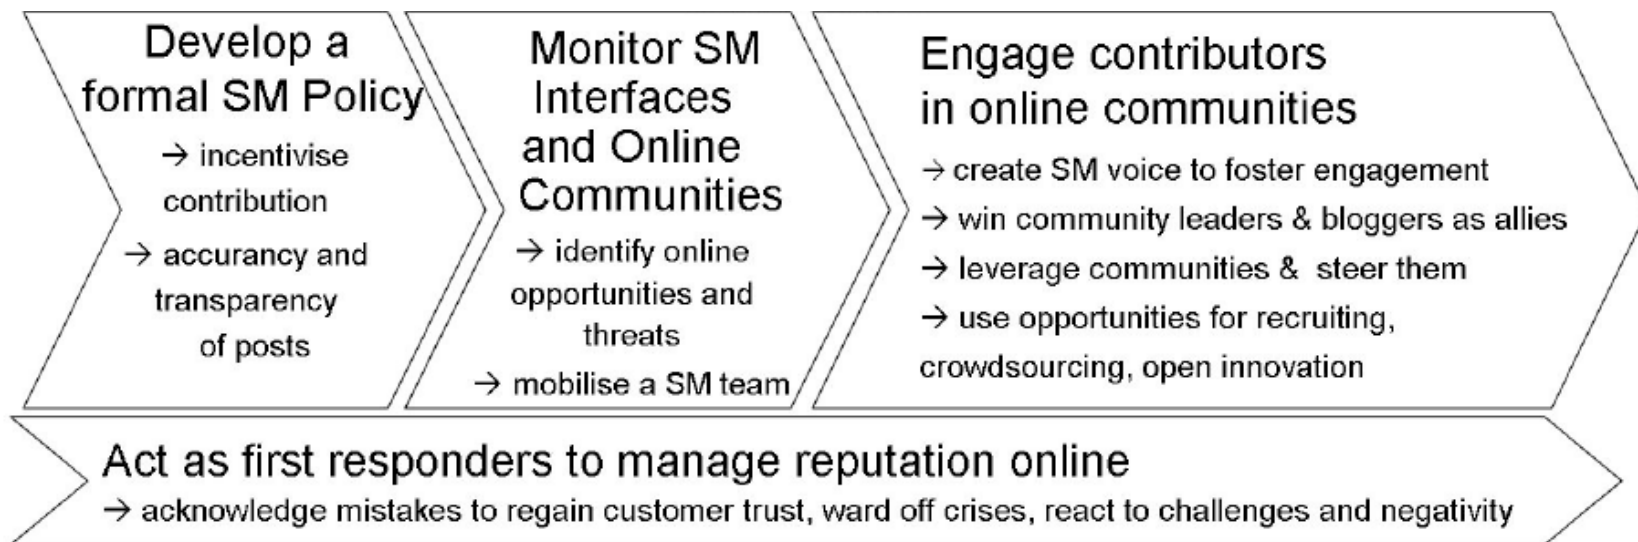 Develop a
formal SM Policy
→ incentivise
contribution
→ accurancy and
transparency
of posts
Monitor SM
Interfaces
and Online
Communities
→ identify online
opportunities and
threats
→ mobilise a SM team
Engage contributors
in online communities
→ create SM voice to foster engagement
→ win community leaders & bloggers as allies
→ leverage communities & steer them
→ use opportunities for recruiting,
crowdsourcing, open innovation
Act as first responders to manage reputation online
→ acknowledge mistakes to regain customer trust, ward off crises, react to challenges and negativity